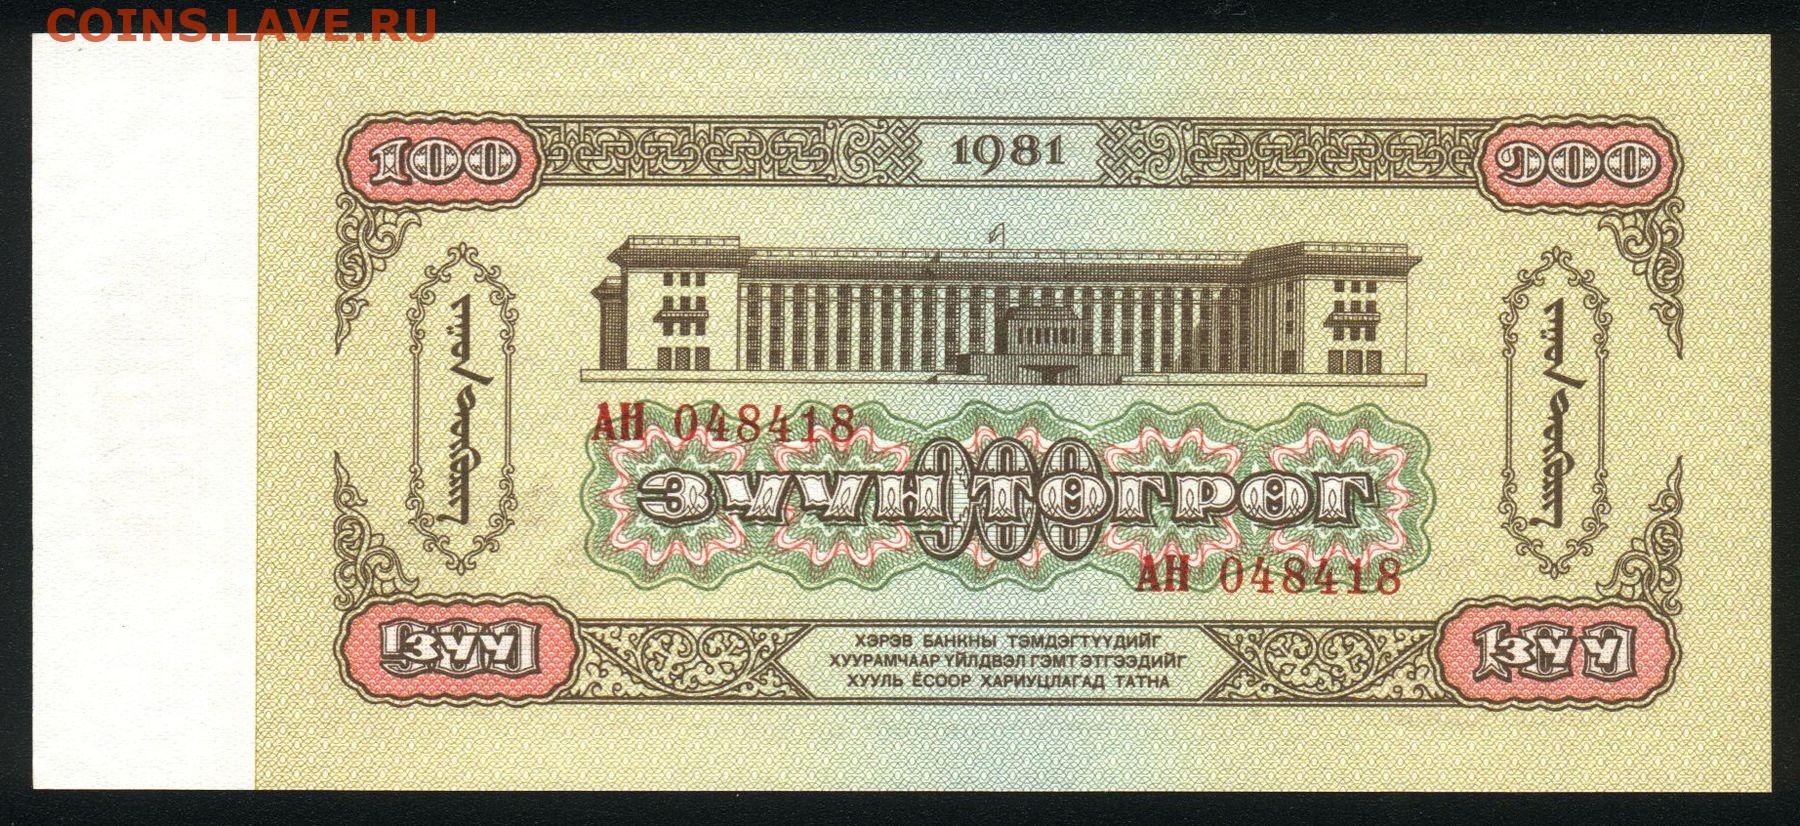 COINS.LAVE.RU
100 1981 100
АН 048418
ЗУУН ТӨГРӨГ
100
АН 048418
ЗУУ ЗУУ
ХЭРЭВ БАНКНЫ ТЭМДЭГТҮҮДИЙГ
ХУУРАМЧААР ҮЙЛДВЭЛ ГЭМТ ЭТГЭЭДИЙГ
ХУУЛЬ ЁСООР ХАРИУЦЛАГАД ТАТНА